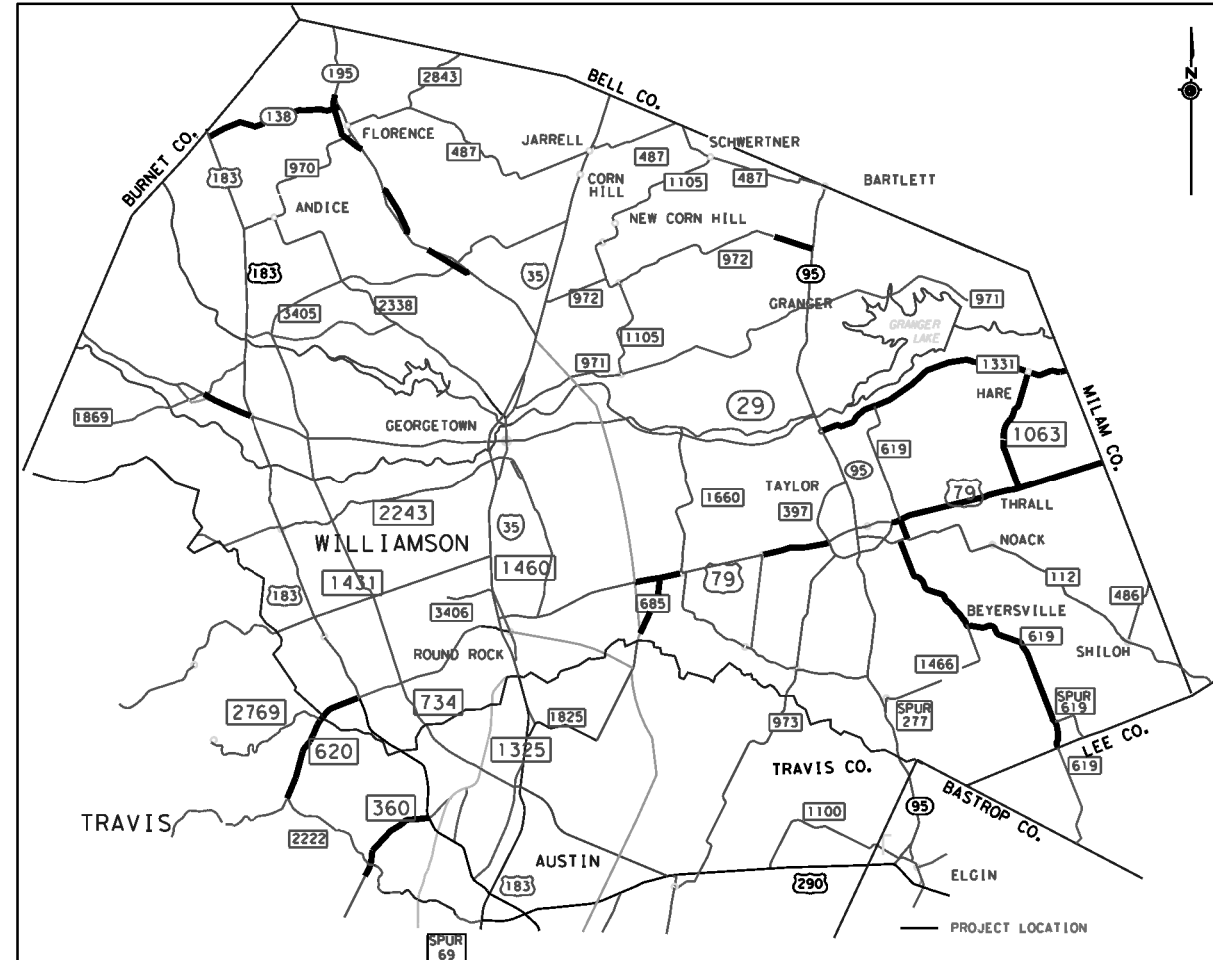 195
2843
BELL CO.
N
138
FLORENCE
BURNET CO.
JARRELL
SCHWERTNER
487
487
970
183
CORN
HILL
1105
487
BARTLETT
ANDICE
NEW CORN HILL
183
35
972
95
3405
2338
972
GRANGER
971
GRANGER
LAKE
1105
971
1331
1869
GEORGETOWN
29
HARE
MILAM CO.
1063
619
95
1660
TAYLOR
79
397
THRALL
2243
35
WILLIAMSON
NOACK
1431
1460
79
112
183
3406
685
486
BEYERSVILLE
619
ROUND ROCK
1466
SHILOH
2769
734
1825
973
SPUR
277
SPUR
619
620
1325
LEE CO.
619
TRAVIS CO.
360
BASTROP CO.
95
TRAVIS
2222
1100
AUSTIN
183
290
ELGIN
PROJECT LOCATION
SPUR
69